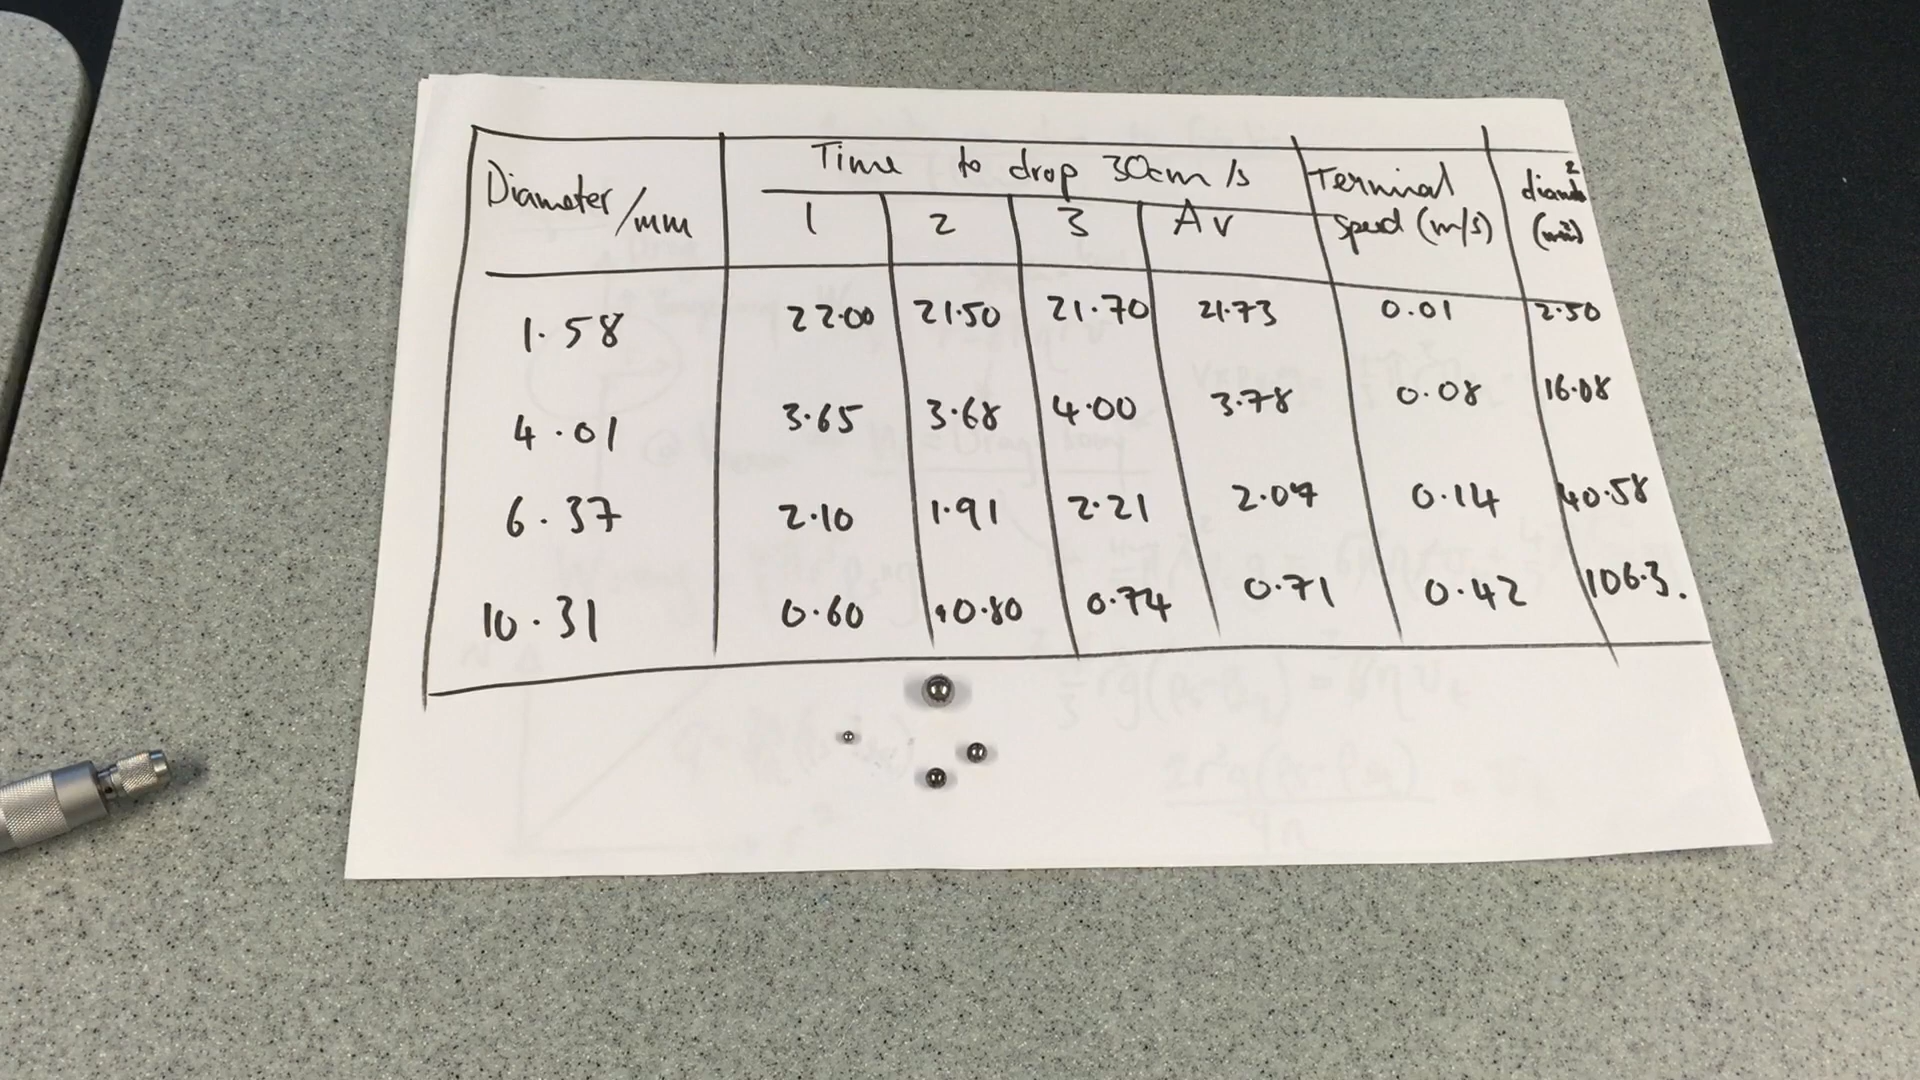 Diameter/mm Time to drop 30cm/s Terminal speed (m/s) diam² (mm²)
1 2 3 Av
1.58 22.00 21.50 21.70 21.73 0.01 2.50
4.01 3.65 3.68 4.00 3.78 0.08 16.08
6.37 2.10 1.91 2.21 2.07 0.14 40.58
10.31 0.60 0.80 0.74 0.71 0.42 106.3.